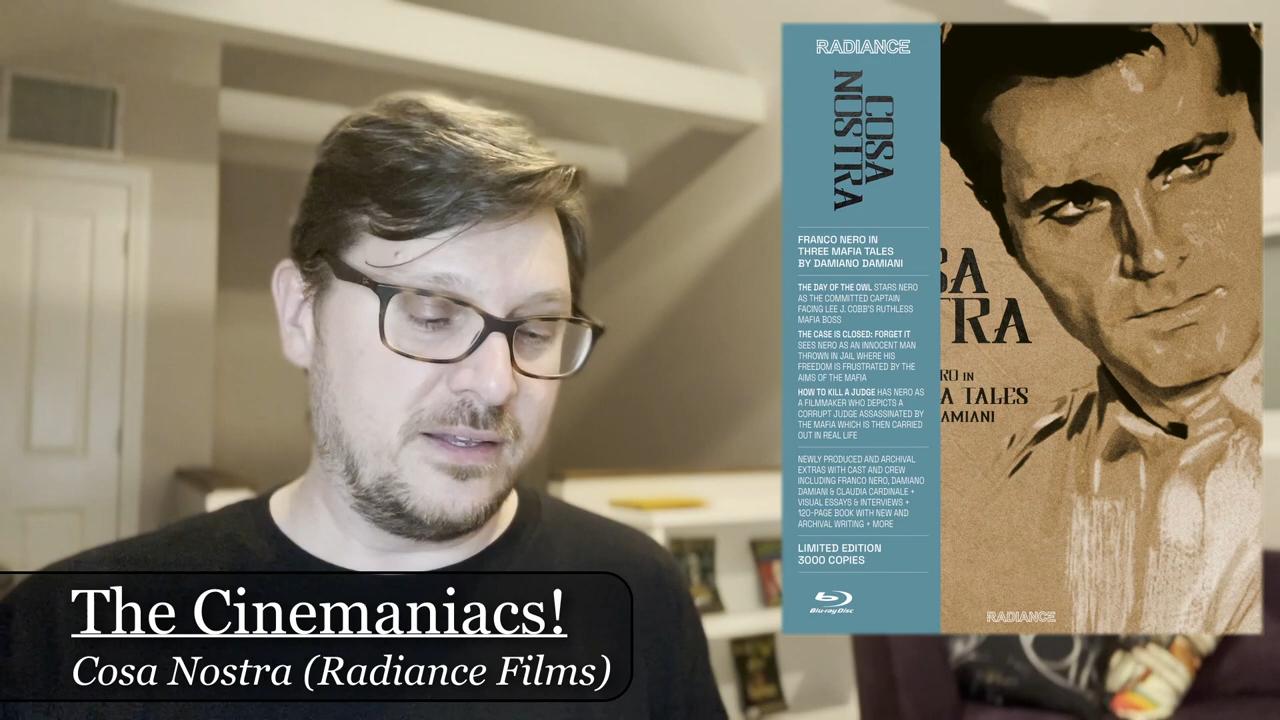 RADIANCE
COSA
NOSTRA
FRANCO NERO IN
THREE MAFIA TALES
BY DAMIANO DAMIANI
THE DAY OF THE OWL STARS NERO
AS THE COMMITTED CAPTAIN
FACING LEE J. COBB'S RUTHLESS
MAFIA BOSS
THE CASE IS CLOSED: FORGET IT
SEES NERO AS AN INNOCENT MAN
THROWN IN JAIL WHERE HIS
FREEDOM IS FRUSTRATED BY THE
AIMS OF THE MAFIA
HOW TO KILL A JUDGE HAS NERO AS
A FILMMAKER WHO DEPICTS A
CORRUPT JUDGE ASSASSINATED BY
THE MAFIA WHICH IS THEN CARRIED
OUT IN REAL LIFE
NEWLY PRODUCED AND ARCHIVAL
EXTRAS WITH CAST AND CREW
INCLUDING FRANCO NERO, DAMIANO
DAMIANI & CLAUDIA CARDINALE +
VISUAL ESSAYS & INTERVIEWS +
120-PAGE BOOK WITH NEW AND
ARCHIVAL WRITING + MORE
LIMITED EDITION
3000 COPIES
Blu-ray Disc
SA
TRA
RO IN
A TALES
AMIANI
RADIANCE
The Cinemaniacs!
Cosa Nostra (Radiance Films)